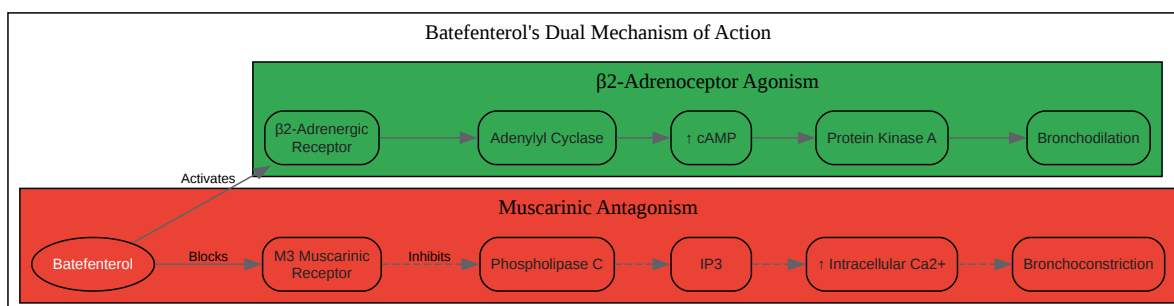 Batefenterol's Dual Mechanism of Action
β2-Adrenoceptor Agonism
β2-Adrenergic
Receptor
Adenylyl Cyclase
↑ cAMP
Protein Kinase A
Bronchodilation
Activates
Muscarinic Antagonism
Batefenterol
Blocks
M3 Muscarinic
Receptor
Inhibits
Phospholipase C
IP3
↑ Intracellular Ca2+
Bronchoconstriction